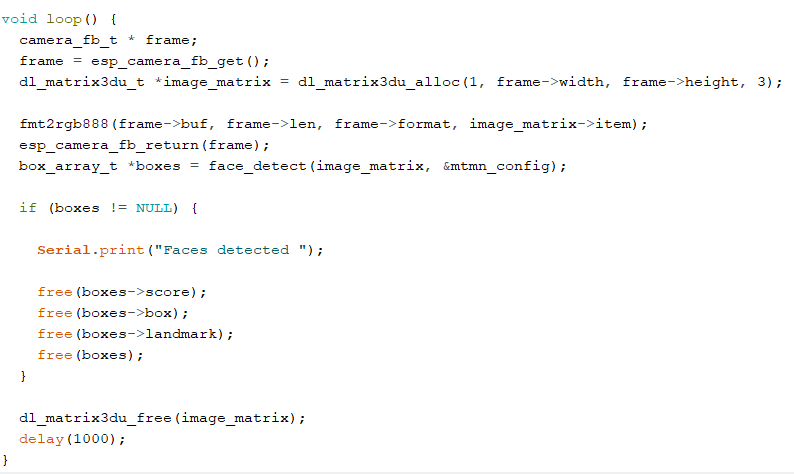 void loop() {
  camera_fb_t * frame;
  frame = esp_camera_fb_get();
  dl_matrix3du_t *image_matrix = dl_matrix3du_alloc(1, frame->width, frame->height, 3);

  fmt2rgb888(frame->buf, frame->len, frame->format, image_matrix->item);
  esp_camera_fb_return(frame);
  box_array_t *boxes = face_detect(image_matrix, &mtmn_config);

  if (boxes != NULL) {

    Serial.print("Faces detected ");

    free(boxes->score);
    free(boxes->box);
    free(boxes->landmark);
    free(boxes);
  }

  dl_matrix3du_free(image_matrix);
  delay(1000);
}